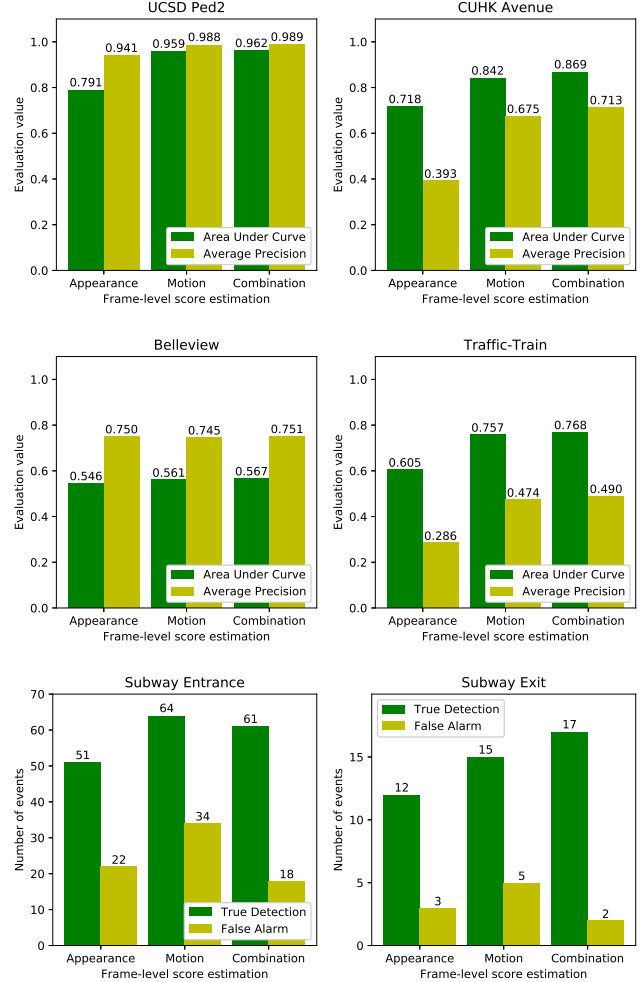 UCSD Ped2
Evaluation value
1.0
0.8
0.6
0.4
0.2
0.0
0.791
0.941
0.959
0.988
0.962
0.989
Area Under Curve
Average Precision
Appearance Motion Combination
Frame-level score estimation
CUHK Avenue
Evaluation value
1.0
0.8
0.6
0.4
0.2
0.0
0.718
0.393
0.842
0.675
0.869
0.713
Area Under Curve
Average Precision
Appearance Motion Combination
Frame-level score estimation
Belleview
Evaluation value
1.0
0.8
0.6
0.4
0.2
0.0
0.546
0.750
0.561
0.745
0.567
0.751
Area Under Curve
Average Precision
Appearance Motion Combination
Frame-level score estimation
Traffic-Train
Evaluation value
1.0
0.8
0.6
0.4
0.2
0.0
0.605
0.286
0.757
0.474
0.768
0.490
Area Under Curve
Average Precision
Appearance Motion Combination
Frame-level score estimation
Subway Entrance
Number of events
70
60
50
40
30
20
10
0
51
22
64
34
61
18
True Detection
False Alarm
Appearance Motion Combination
Frame-level score estimation
Subway Exit
Number of events
15
10
5
0
True Detection
False Alarm
12
3
15
5
17
2
Appearance Motion Combination
Frame-level score estimation